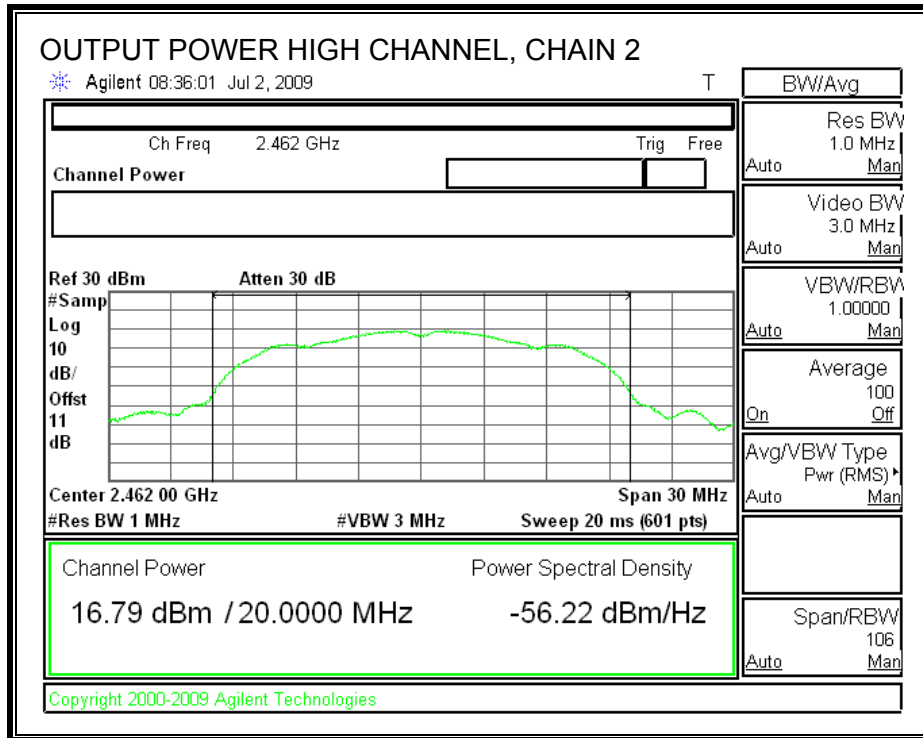 OUTPUT POWER HIGH CHANNEL, CHAIN 2
Agilent 08:36:01 Jul 2, 2009 T
BW/Avg
Ch Freq 2.462 GHz Trig Free
Channel Power
Ref 30 dBm Atten 30 dB
#Samp
Log
10
dB/
Offst
11
dB
Center 2.462 00 GHz Span 30 MHz
#Res BW 1 MHz #VBW 3 MHz Sweep 20 ms (601 pts)
Channel Power Power Spectral Density
16.79 dBm / 20.0000 MHz -56.22 dBm/Hz
Res BW
1.0 MHz
Auto Man
Video BW
3.0 MHz
Auto Man
VBW/RBW
1.00000
Auto Man
Average
100
On Off
Avg/VBW Type
Pwr (RMS)
Auto Man
Span/RBW
106
Auto Man
Copyright 2000-2009 Agilent Technologies